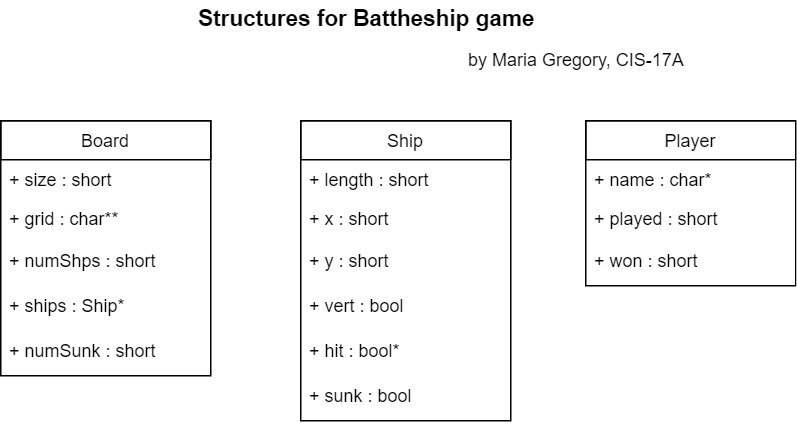 Structures for Battheship game
by Maria Gregory, CIS-17A
Board
+ size : short
+ grid : char**
+ numShps : short
+ ships : Ship*
+ numSunk : short
Ship
+ length : short
+ x : short
+ y : short
+ vert : bool
+ hit : bool*
+ sunk : bool
Player
+ name : char*
+ played : short
+ won : short